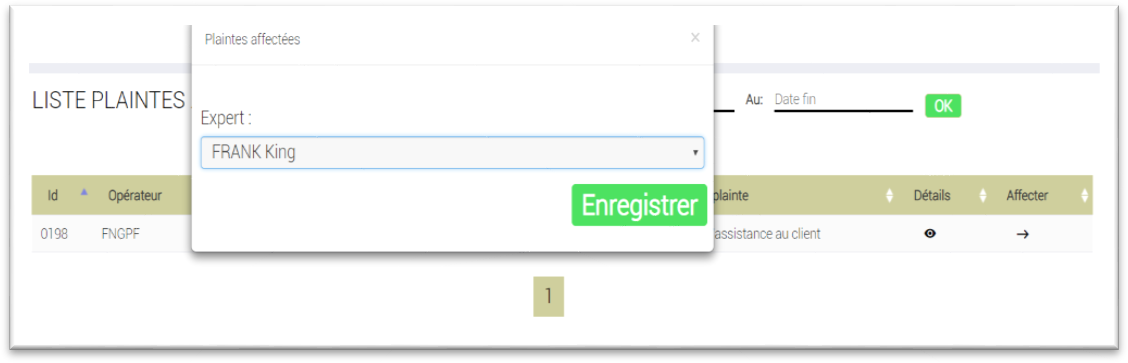 Plaintes affectées ×
LISTE PLAINTES
Au: Date fin OK
Expert :
FRANK King
Enregistrer
Id Opérateur plainte Détails Affecter
0198 FNGPF assistance au client
1